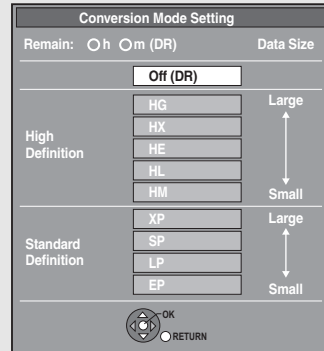 Conversion Mode Setting
Remain: h m (DR) Data Size
Off (DR)
HG Large
HX
High Definition
HE
HL
HM Small
XP Large
SP
Standard Definition
LP
EP Small
OK
RETURN